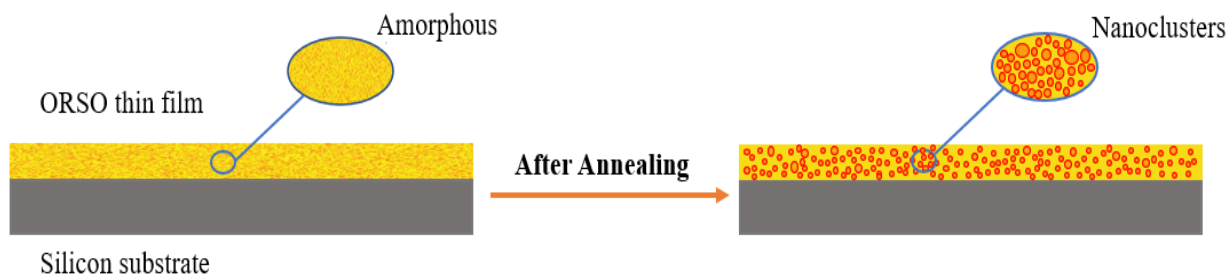 Amorphous
Nanoclusters
ORSO thin film
After Annealing
Silicon substrate